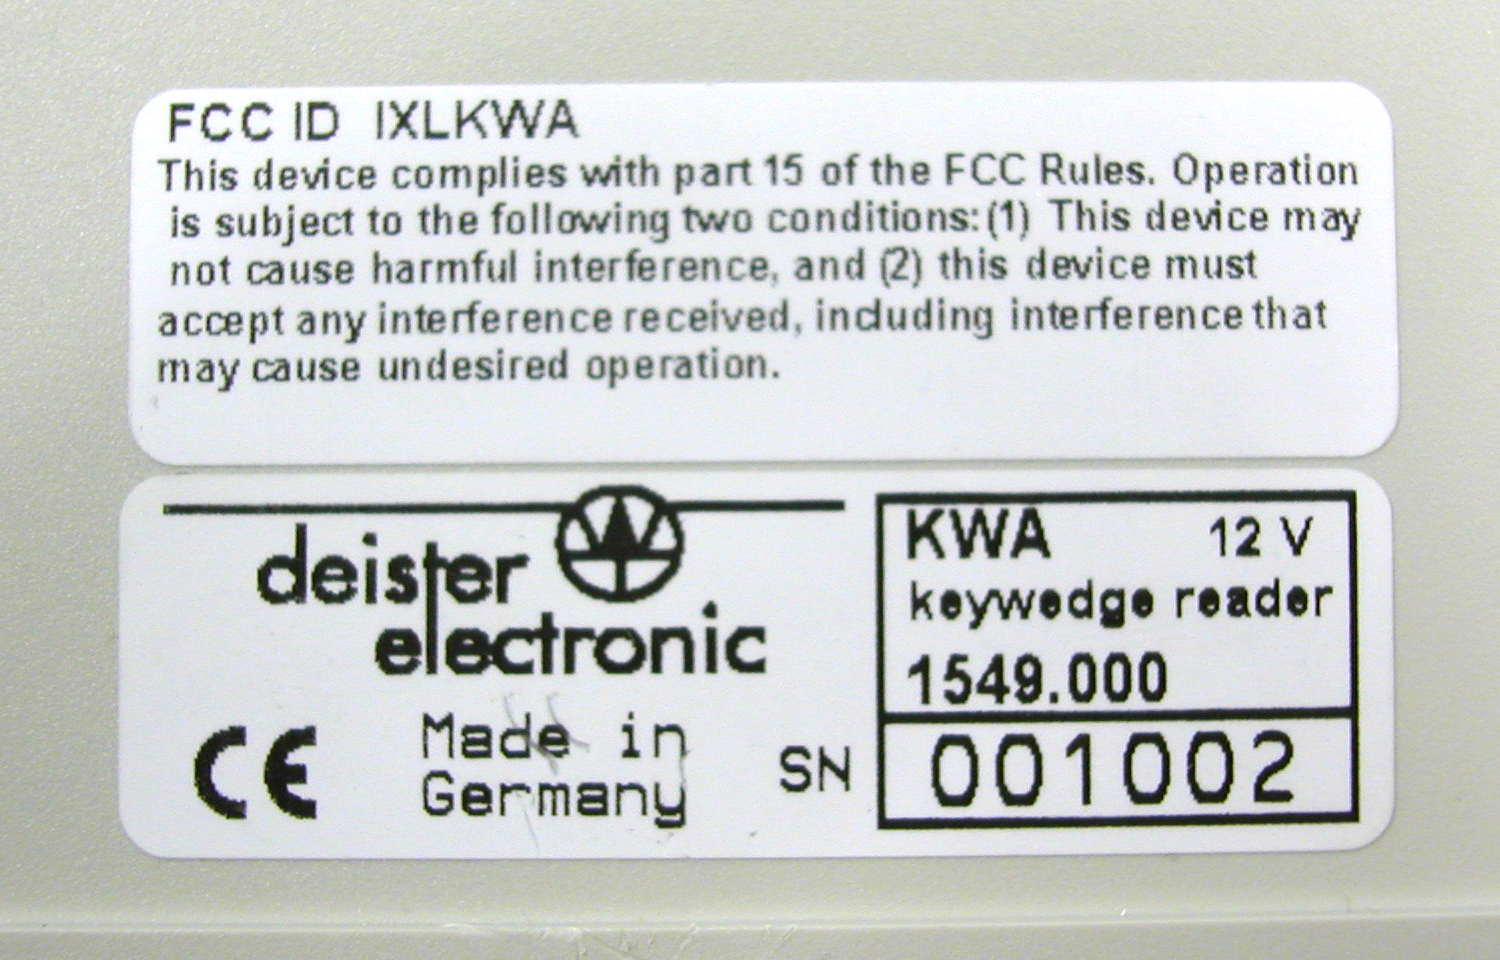 FCC ID IXLKWA
This device complies with part 15 of the FCC Rules. Operation
is subject to the following two conditions: (1) This device may
not cause harmful interference, and (2) this device must
accept any interference received, including interference that
may cause undesired operation.
deister
electronic
CE
Made in
Germany
KWA 12 V
keywedge reader
1549.000
SN 001002